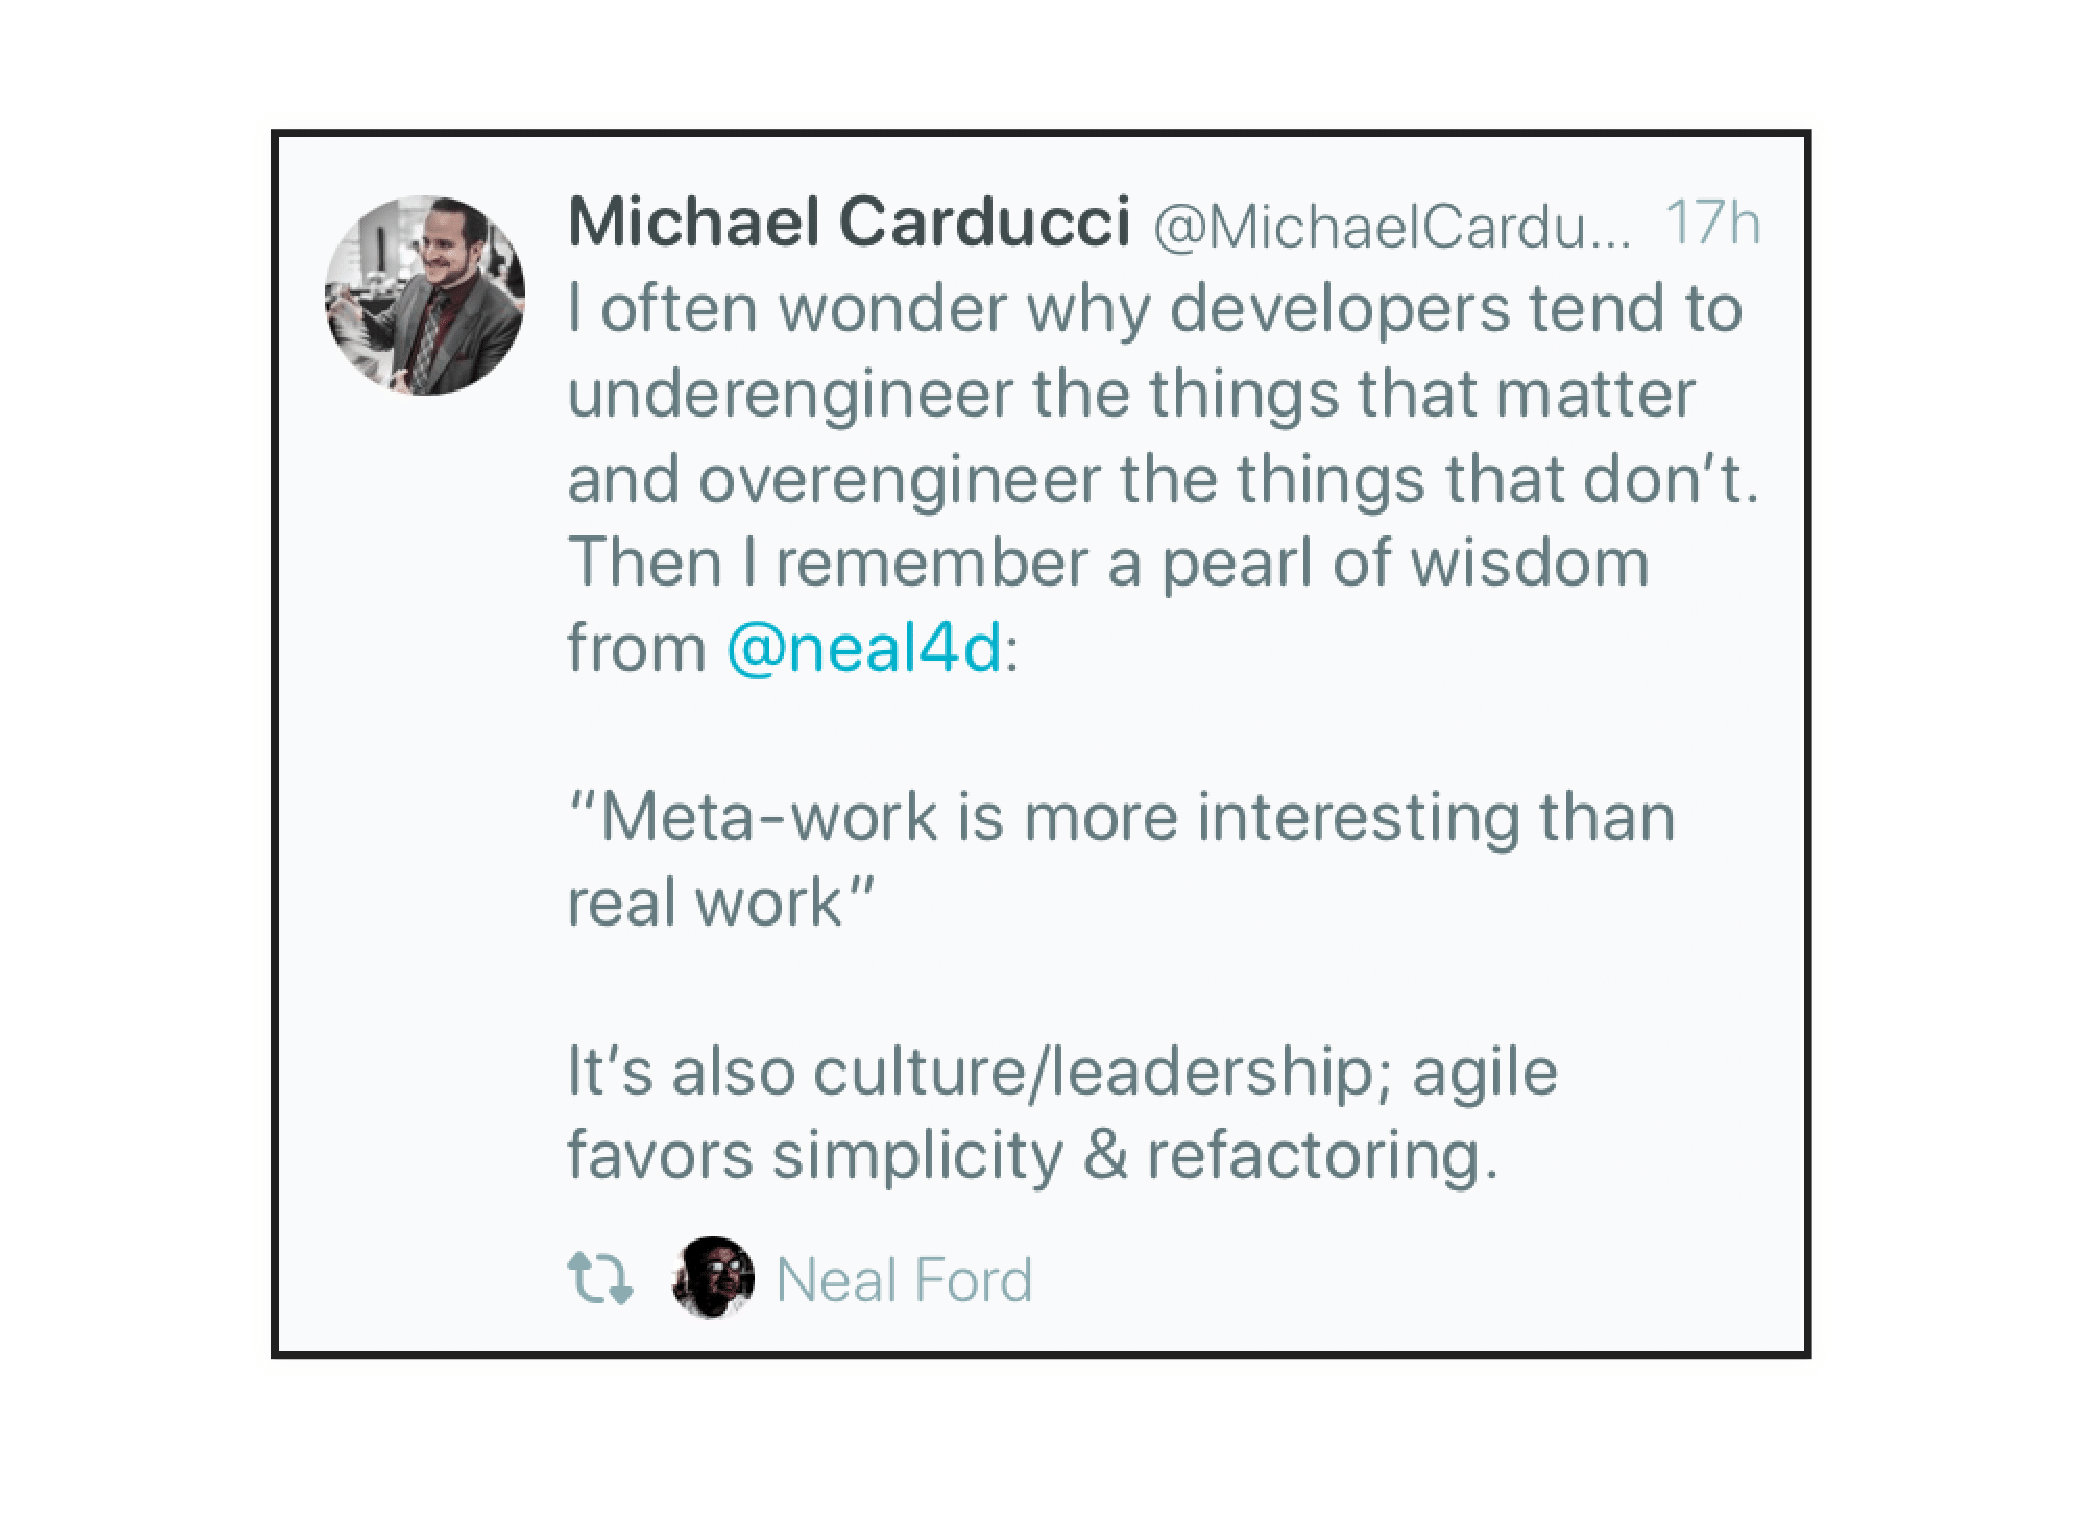 Michael Carducci @MichaelCardu... 17h
I often wonder why developers tend to
underengineer the things that matter
and overengineer the things that don’t.
Then I remember a pearl of wisdom
from @neal4d:
“Meta-work is more interesting than
real work”
It’s also culture/leadership; agile
favors simplicity & refactoring.
Neal Ford